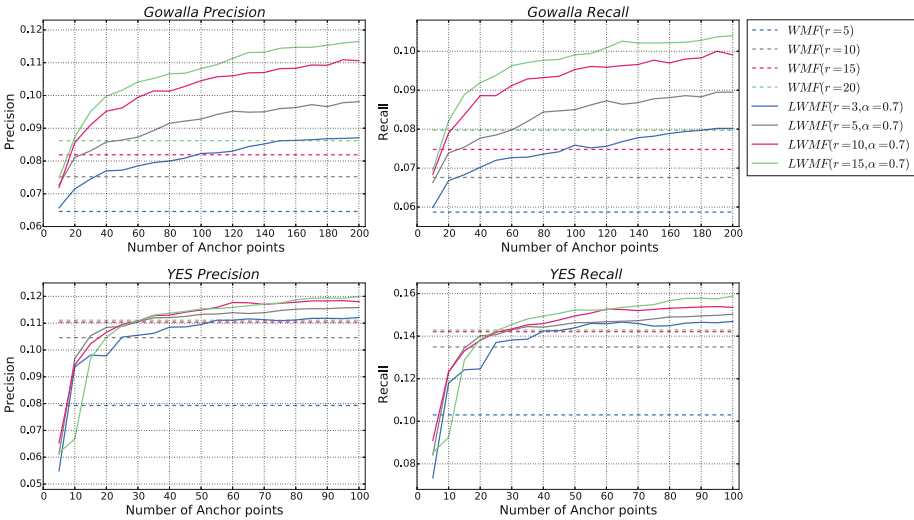 Gowalla Precision
0.12
0.11
0.10
0.09
0.08
0.07
0.06
Precision
0 20 40 60 80 100 120 140 160 180 200
Number of Anchor points
Gowalla Recall
0.10
0.09
0.08
0.07
0.06
Recall
0 20 40 60 80 100 120 140 160 180 200
Number of Anchor points
WMF(r=5)
WMF(r=10)
WMF(r=15)
WMF(r=20)
LWMF(r=3,α=0.7)
LWMF(r=5,α=0.7)
LWMF(r=10,α=0.7)
LWMF(r=15,α=0.7)
YES Precision
0.12
0.11
0.10
0.09
0.08
0.07
0.06
0.05
Precision
0 10 20 30 40 50 60 70 80 90 100
Number of Anchor points
YES Recall
0.16
0.14
0.12
0.10
0.08
Recall
0 10 20 30 40 50 60 70 80 90 100
Number of Anchor points